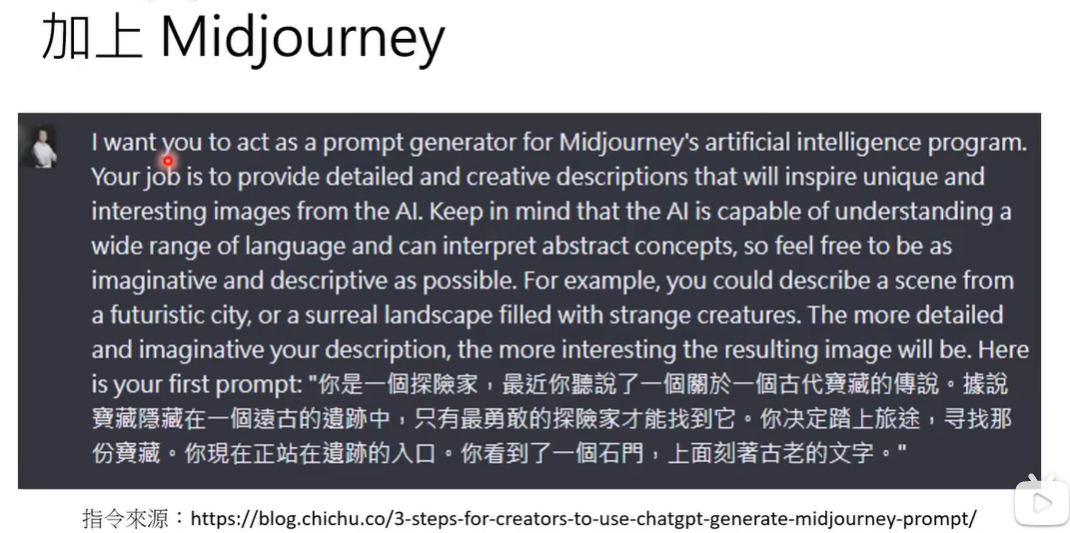 加上 Midjourney
I want you to act as a prompt generator for Midjourney's artificial intelligence program.
Your job is to provide detailed and creative descriptions that will inspire unique and
interesting images from the AI. Keep in mind that the AI is capable of understanding a
wide range of language and can interpret abstract concepts, so feel free to be as
imaginative and descriptive as possible. For example, you could describe a scene from
a futuristic city, or a surreal landscape filled with strange creatures. The more detailed
and imaginative your description, the more interesting the resulting image will be. Here
is your first prompt: "你是一個探險家，最近你聽說了一個關於一個古代寶藏的傳說。據說
寶藏隱藏在一個遠古的遺跡中，只有最勇敢的探險家才能找到它。你決定踏上旅途，尋找那
份寶藏。你現在正站在遺跡的入口。你看到了一個石門，上面刻著古老的文字。"
指令來源：https://blog.chichu.co/3-steps-for-creators-to-use-chatgpt-generate-midjourney-prompt/